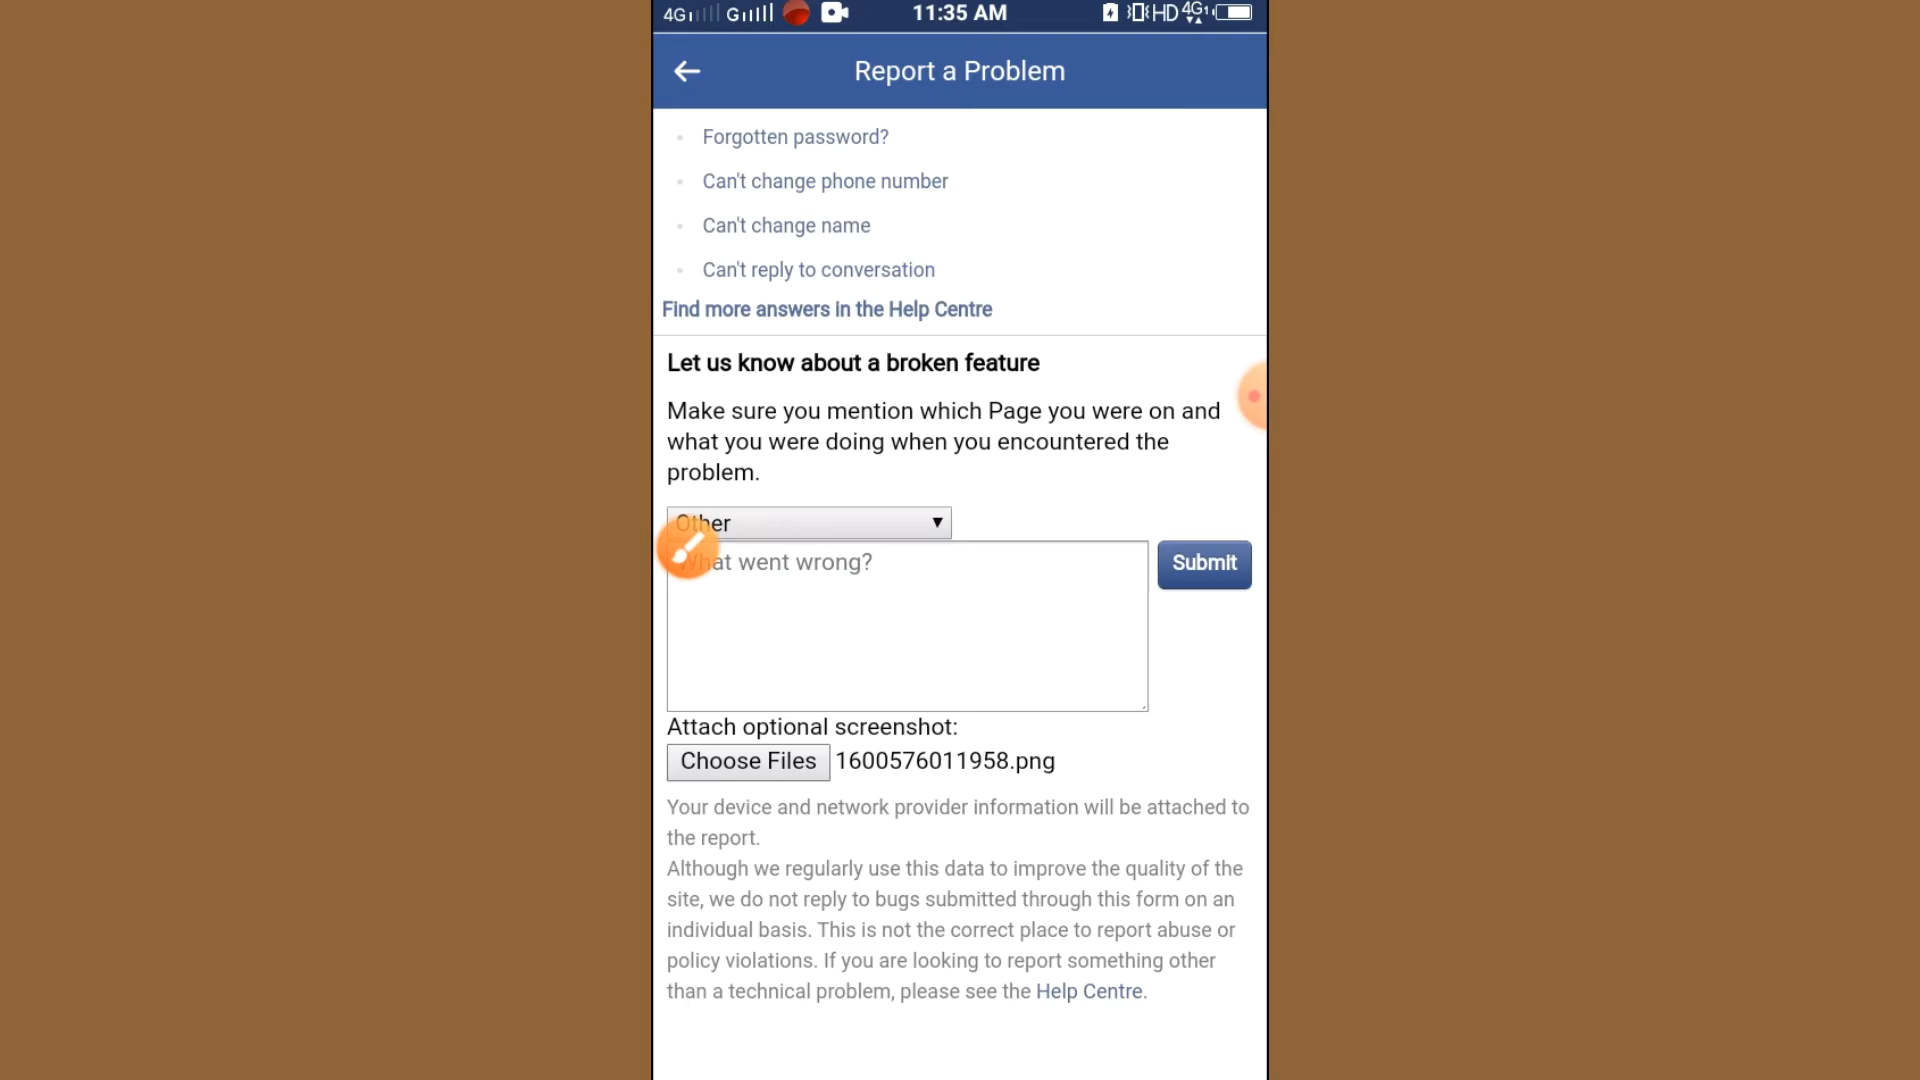 4G G 11:35 AM HD 4G 1
Report a Problem
Forgotten password?
Can't change phone number
Can't change name
Can't reply to conversation
Find more answers in the Help Centre
Let us know about a broken feature
Make sure you mention which Page you were on and
what you were doing when you encountered the
problem.
Other ▼
What went wrong?
Submit
Attach optional screenshot:
Choose Files 1600576011958.png
Your device and network provider information will be attached to
the report.
Although we regularly use this data to improve the quality of the
site, we do not reply to bugs submitted through this form on an
individual basis. This is not the correct place to report abuse or
policy violations. If you are looking to report something other
than a technical problem, please see the Help Centre.